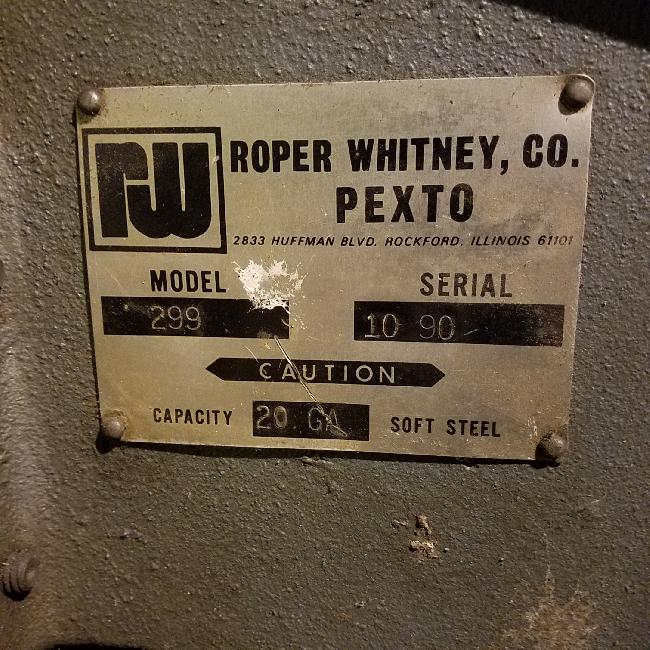 rw
ROPER WHITNEY, CO.
PEXTO
2833 HUFFMAN BLVD. ROCKFORD, ILLINOIS 61101
MODEL SERIAL
299 10 90
CAUTION
CAPACITY 20 GA SOFT STEEL